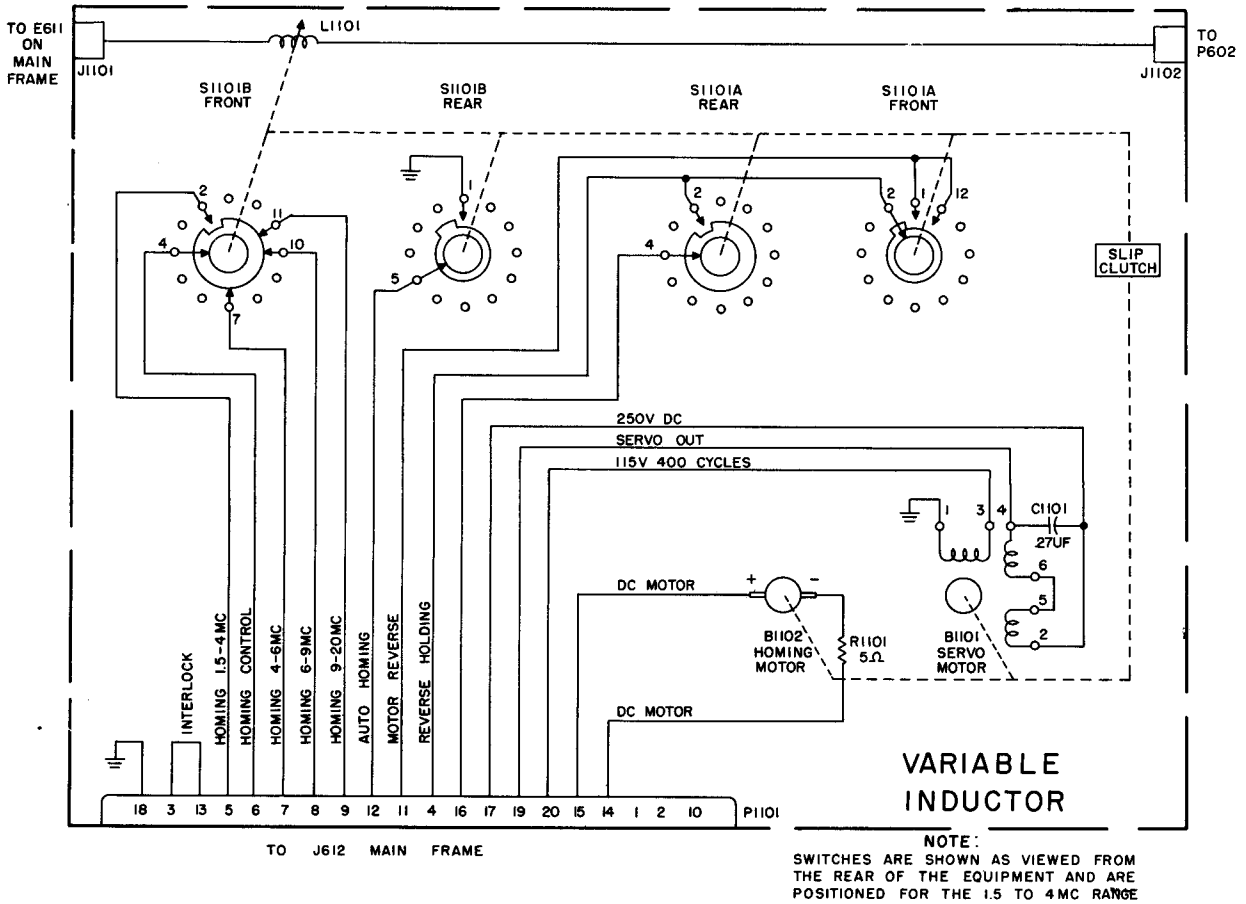 TO E611
ON
MAIN
FRAME
J1101
L1101
TO
P602
J1102
S1101B
FRONT
S1101B
REAR
S1101A
REAR
S1101A
FRONT
2
11
4
10
7
1
5
2
4
2
1
12
SLIP
CLUTCH
250V DC
SERVO OUT
115V 400 CYCLES
1
3
4
C1101
.27UF
6
5
2
DC MOTOR
+
-
B1102
HOMING
MOTOR
R1101
5Ω
B1101
SERVO
MOTOR
DC MOTOR
INTERLOCK
HOMING 1.5-4MC
HOMING CONTROL
HOMING 4-6MC
HOMING 6-9MC
HOMING 9-20MC
AUTO HOMING
MOTOR REVERSE
REVERSE HOLDING
VARIABLE
INDUCTOR
18 3 13 5 6 7 8 9 12 11 4 16 17 19 20 15 14 1 2 10 P1101
TO J612 MAIN FRAME
NOTE:
SWITCHES ARE SHOWN AS VIEWED FROM
THE REAR OF THE EQUIPMENT AND ARE
POSITIONED FOR THE 1.5 TO 4MC RANGE